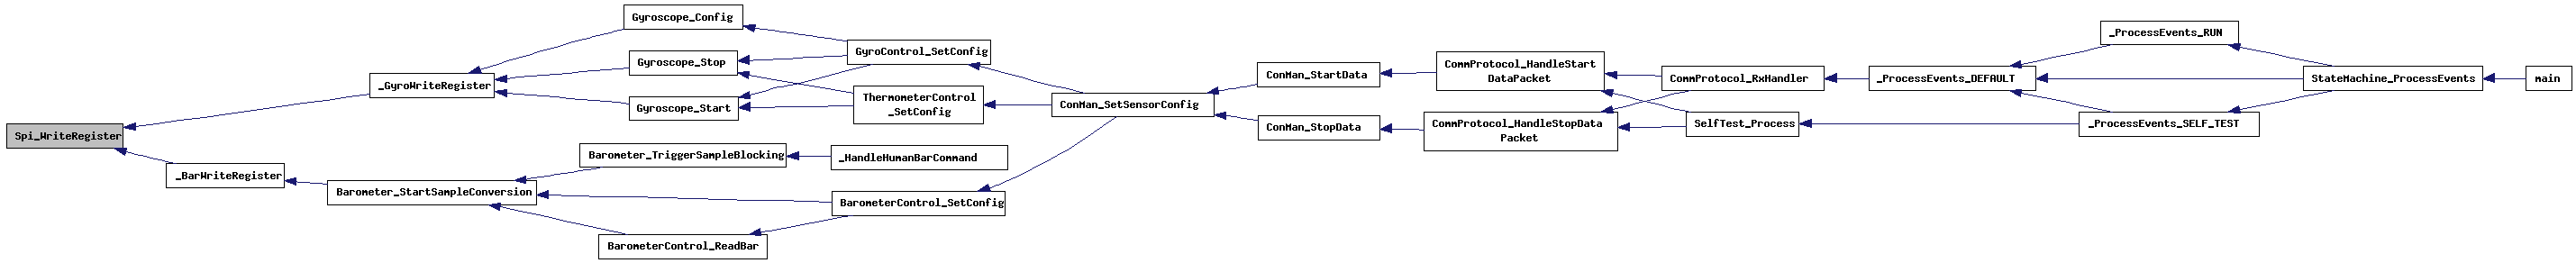 Spi_WriteRegister
_GyroWriteRegister
_BarWriteRegister
Gyroscope_Config
Gyroscope_Stop
Gyroscope_Start
Barometer_StartSampleConversion
Barometer_TriggerSampleBlocking
BarometerControl_ReadBar
GyroControl_SetConfig
ThermometerControl
_SetConfig
_HandleHumanBarCommand
BarometerControl_SetConfig
ConMan_SetSensorConfig
ConMan_StartData
ConMan_StopData
CommProtocol_HandleStart
DataPacket
CommProtocol_HandleStopData
Packet
CommProtocol_RxHandler
SelfTest_Process
_ProcessEvents_DEFAULT
_ProcessEvents_RUN
_ProcessEvents_SELF_TEST
StateMachine_ProcessEvents
main